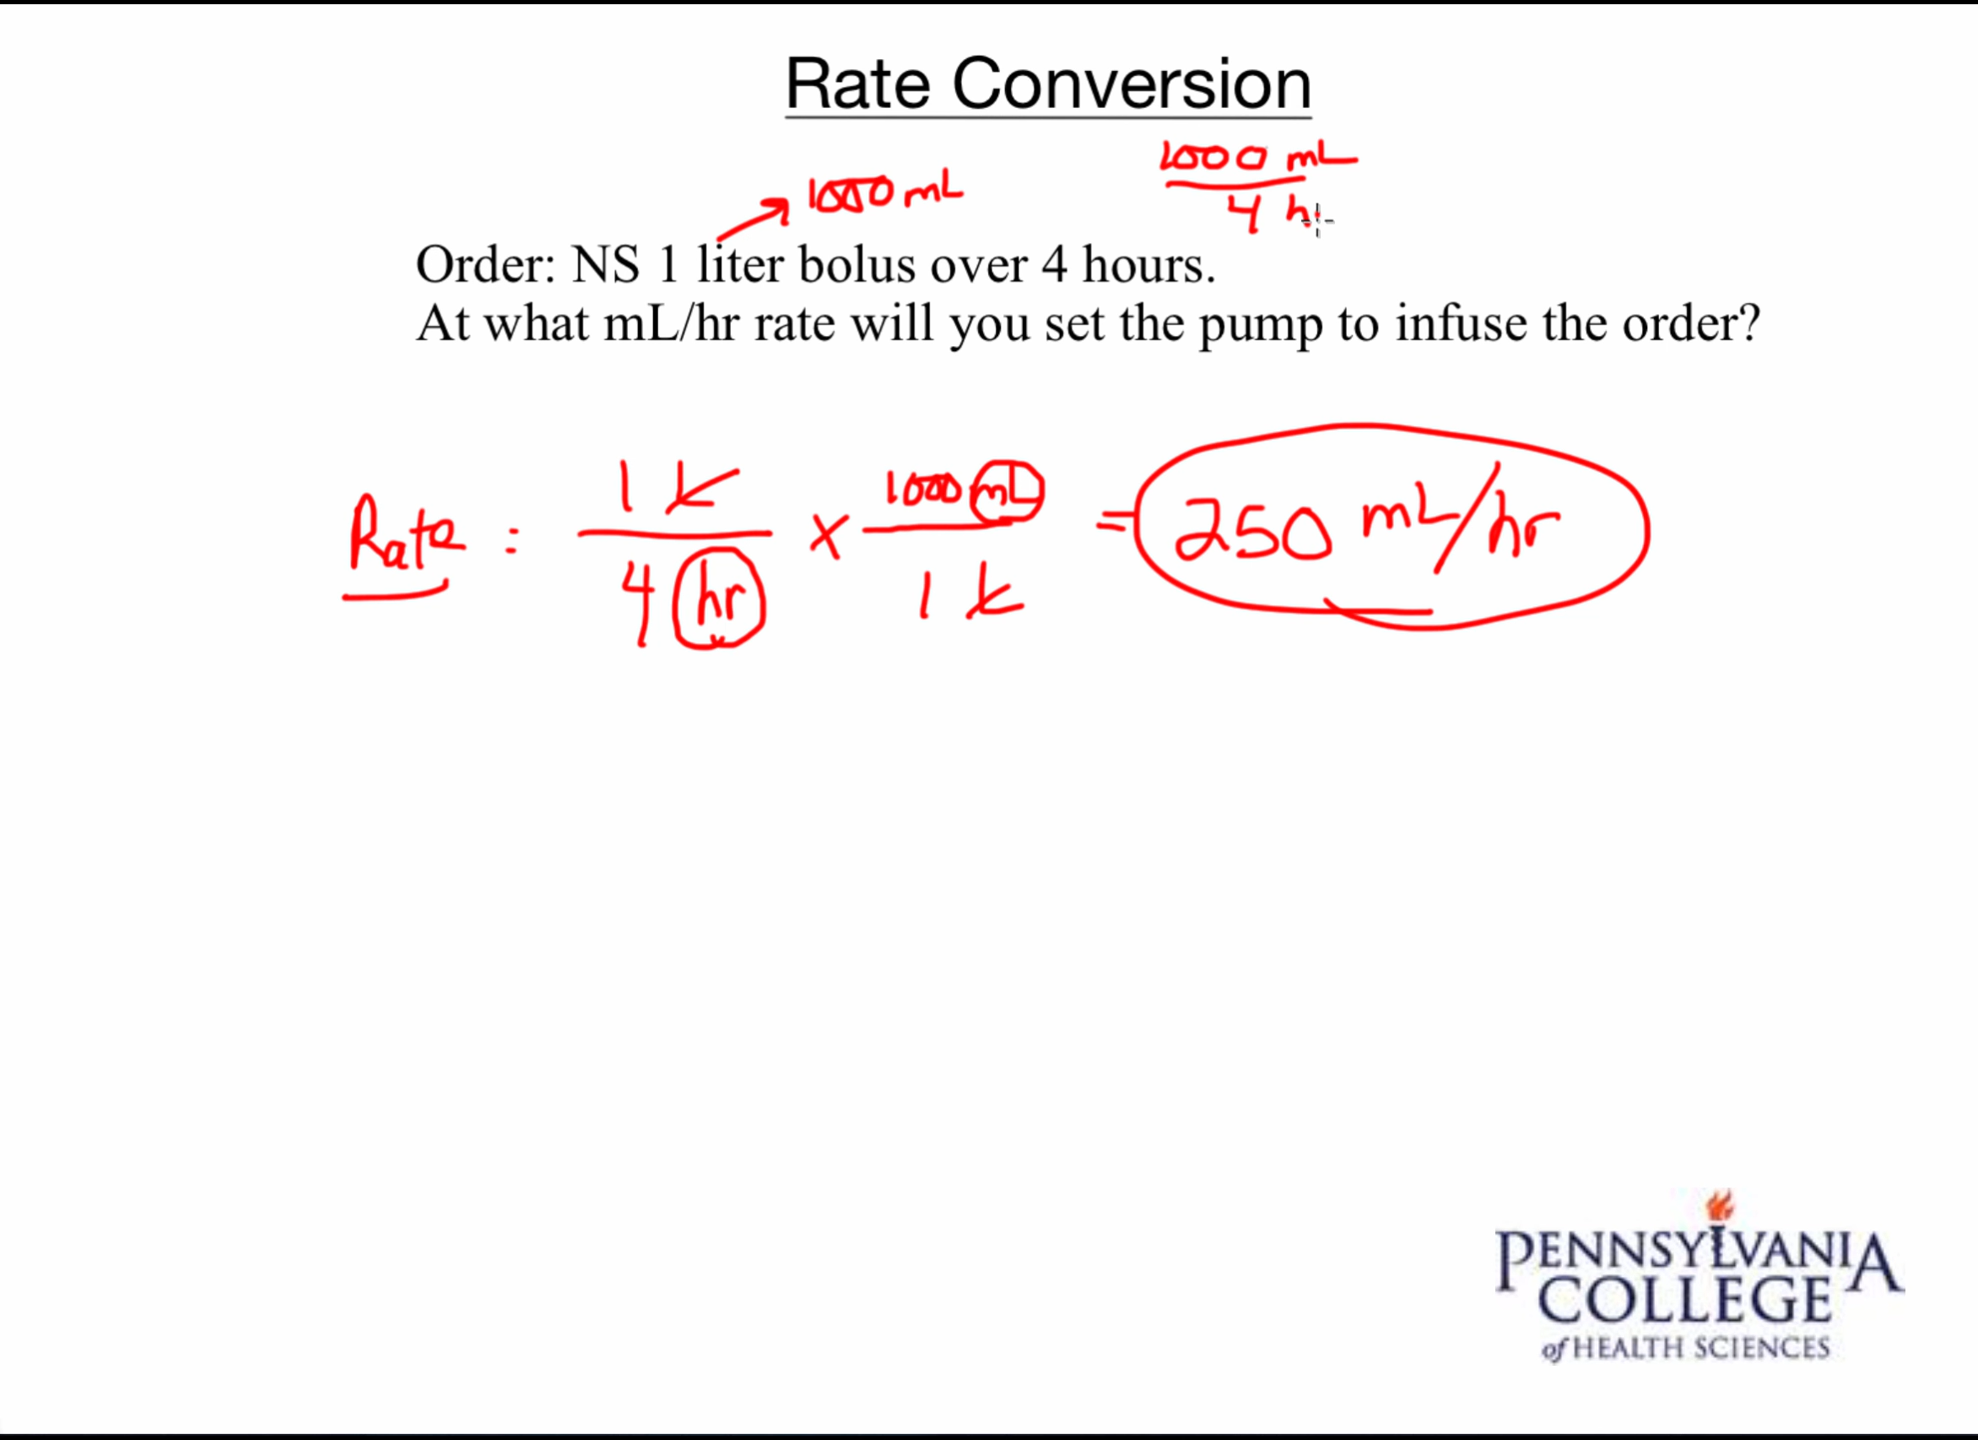 Rate Conversion
1000 mL
1000 mL
4 h
Order: NS 1 liter bolus over 4 hours.
At what mL/hr rate will you set the pump to infuse the order?
Rate : 1 L / 4 hr x 1000 mL / 1 L = 250 mL/hr
PENNSYLVANIA
COLLEGE
of HEALTH SCIENCES